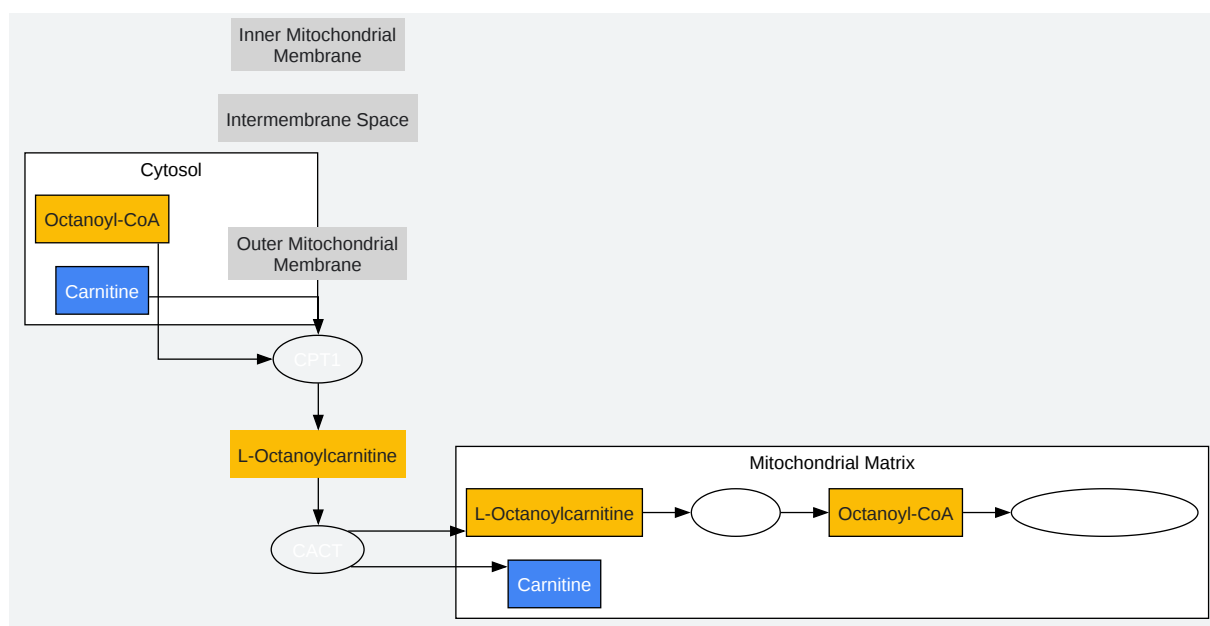 Inner Mitochondrial
Membrane
Intermembrane Space
Cytosol
Octanoyl-CoA
Outer Mitochondrial
Membrane
Carnitine
CPT1
L-Octanoylcarnitine
Mitochondrial Matrix
L-Octanoylcarnitine
Octanoyl-CoA
CACT
Carnitine